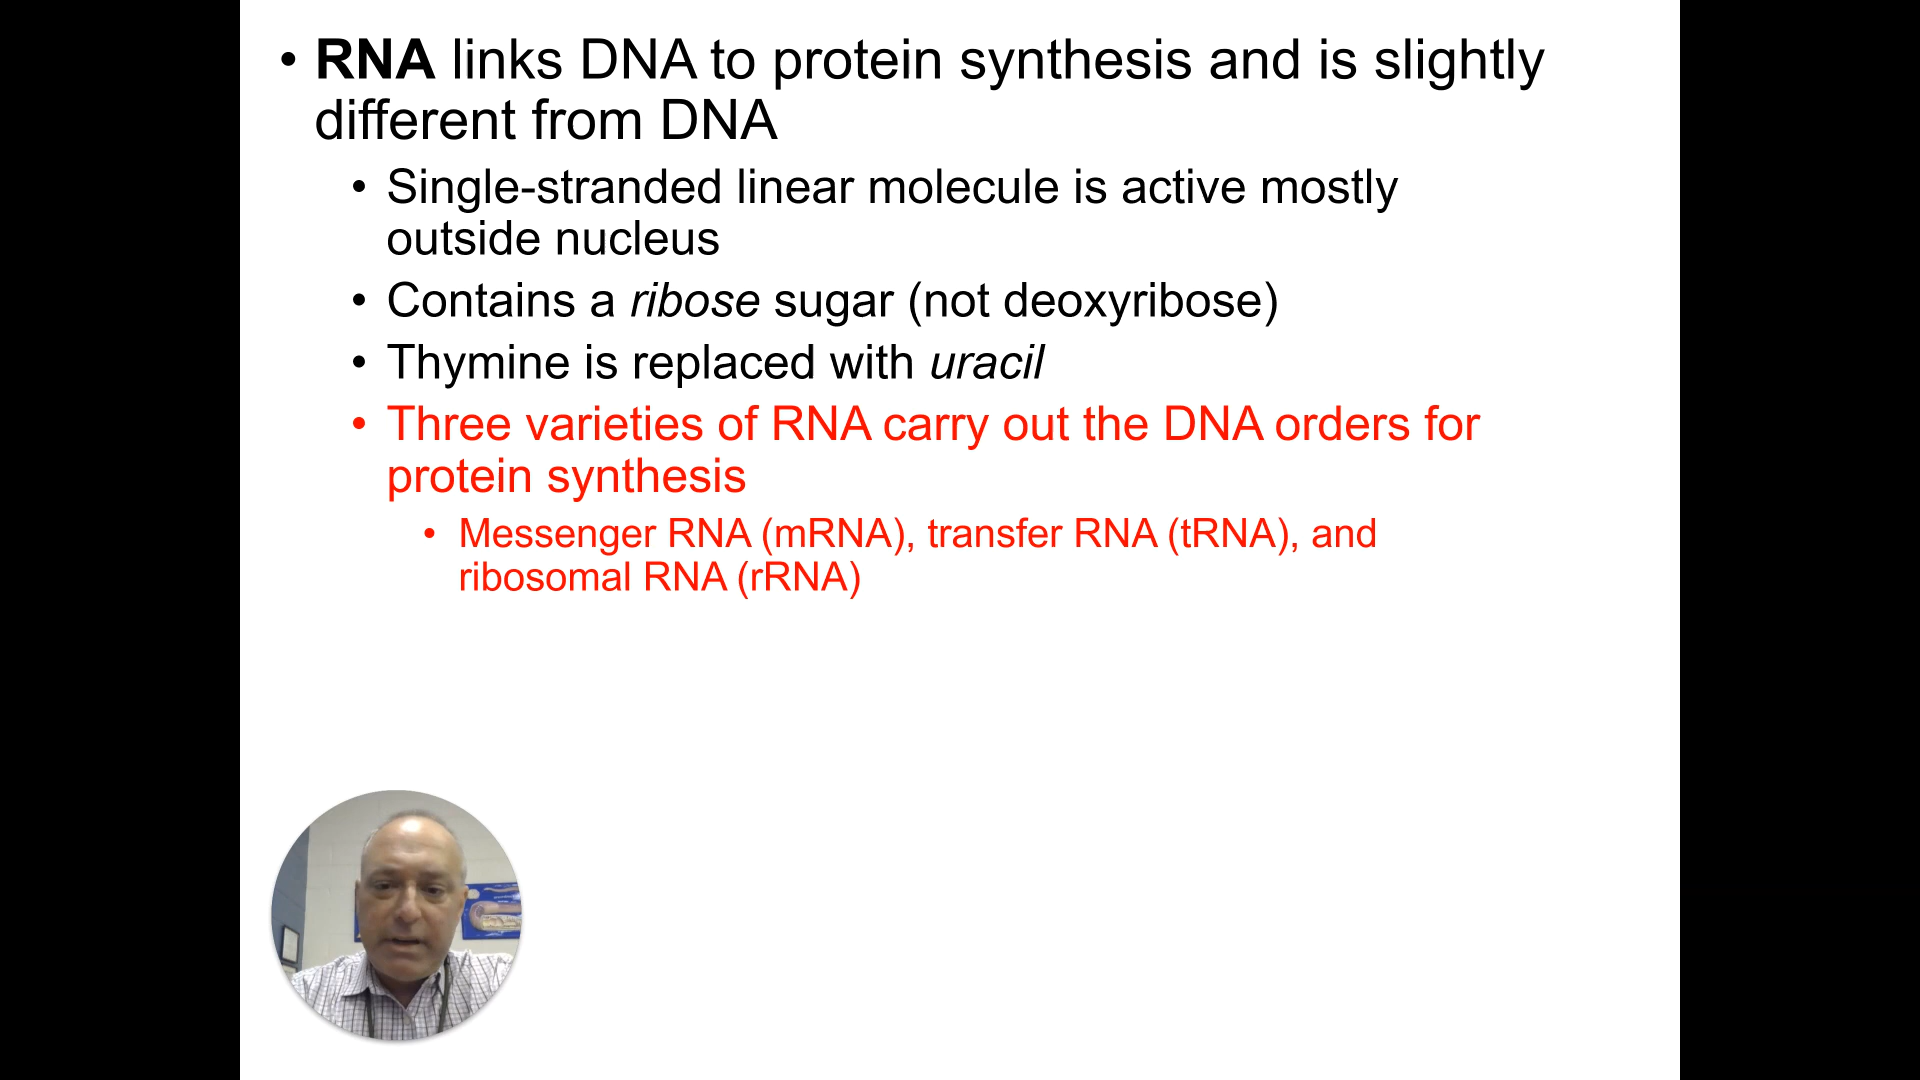 • RNA links DNA to protein synthesis and is slightly
different from DNA
• Single-stranded linear molecule is active mostly
outside nucleus
• Contains a ribose sugar (not deoxyribose)
• Thymine is replaced with uracil
• Three varieties of RNA carry out the DNA orders for
protein synthesis
• Messenger RNA (mRNA), transfer RNA (tRNA), and
ribosomal RNA (rRNA)